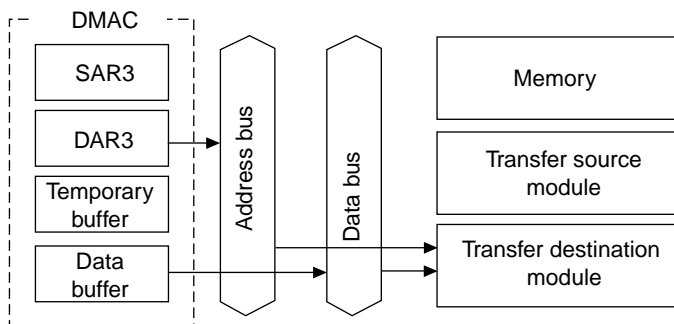 DMAC
SAR3
DAR3
Temporary
buffer
Data
buffer
Address bus
Data bus
Memory
Transfer source
module
Transfer destination
module